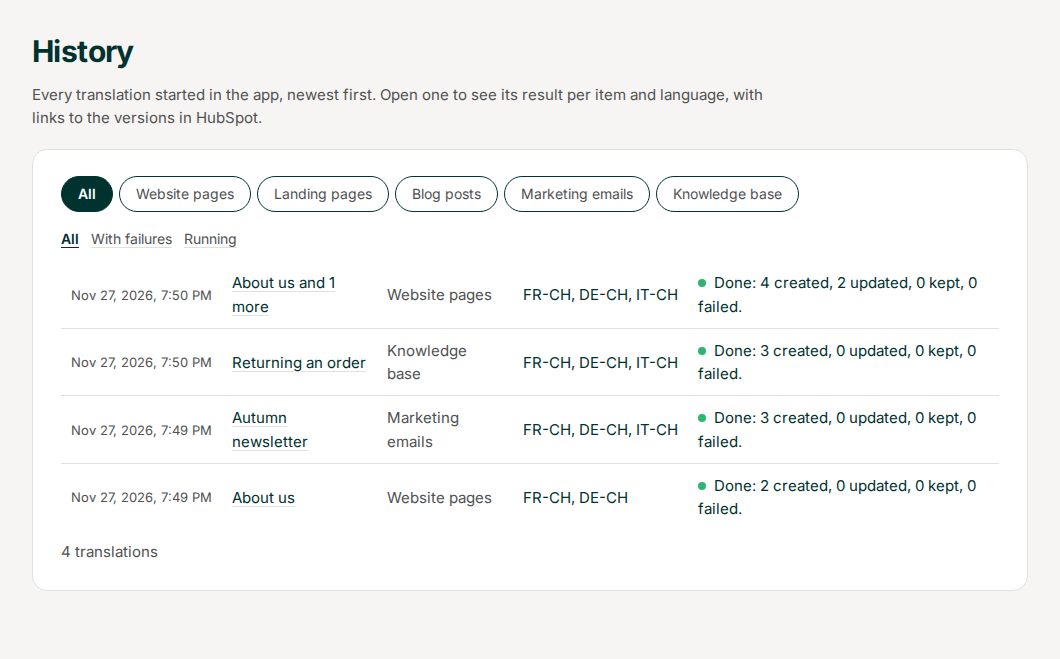 History
Every translation started in the app, newest first. Open one to see its result per item and language, with
links to the versions in HubSpot.
All Website pages Landing pages Blog posts Marketing emails Knowledge base
All With failures Running
Nov 27, 2026, 7:50 PM About us and 1 more Website pages FR-CH, DE-CH, IT-CH Done: 4 created, 2 updated, 0 kept, 0 failed.
Nov 27, 2026, 7:50 PM Returning an order Knowledge base FR-CH, DE-CH, IT-CH Done: 3 created, 0 updated, 0 kept, 0 failed.
Nov 27, 2026, 7:49 PM Autumn newsletter Marketing emails FR-CH, DE-CH, IT-CH Done: 3 created, 0 updated, 0 kept, 0 failed.
Nov 27, 2026, 7:49 PM About us Website pages FR-CH, DE-CH Done: 2 created, 0 updated, 0 kept, 0 failed.
4 translations